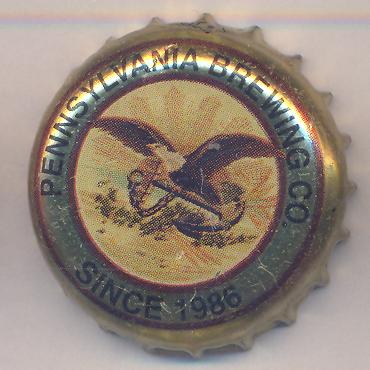 PENNSYLVANIA BREWING CO.
SINCE 1986